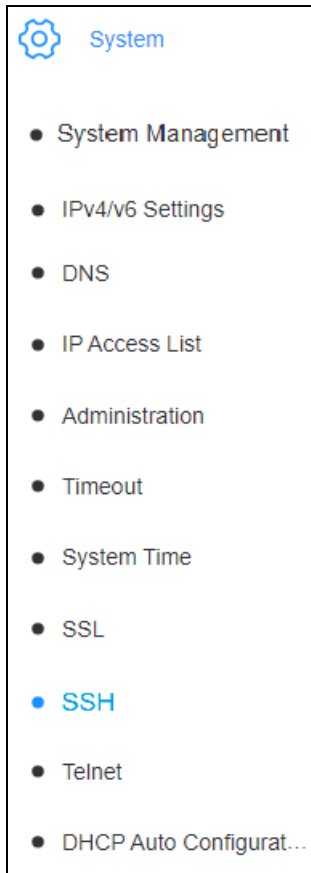 System
System Management
IPv4/v6 Settings
DNS
IP Access List
Administration
Timeout
System Time
SSL
SSH
Telnet
DHCP Auto Configurat...